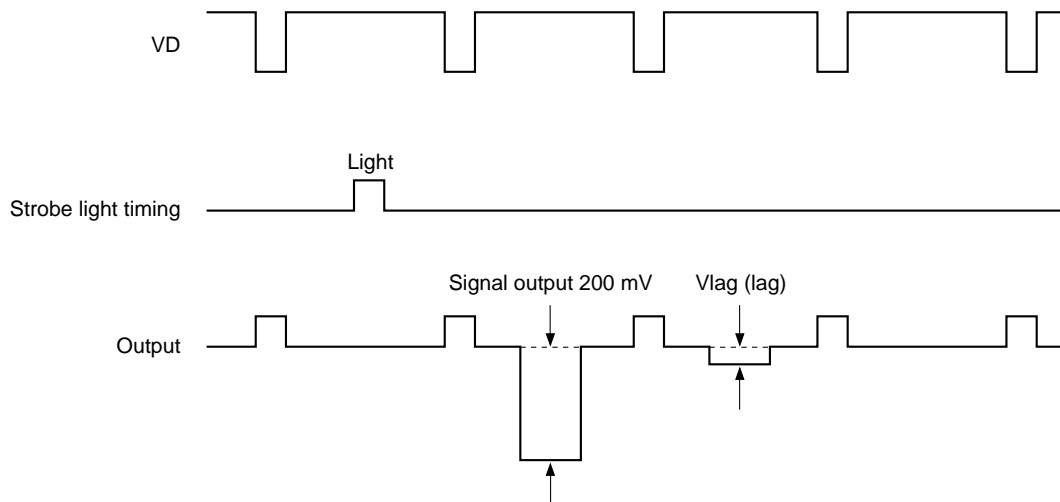 VD
Light
Strobe light timing
Signal output 200 mV
Vlag (lag)
Output